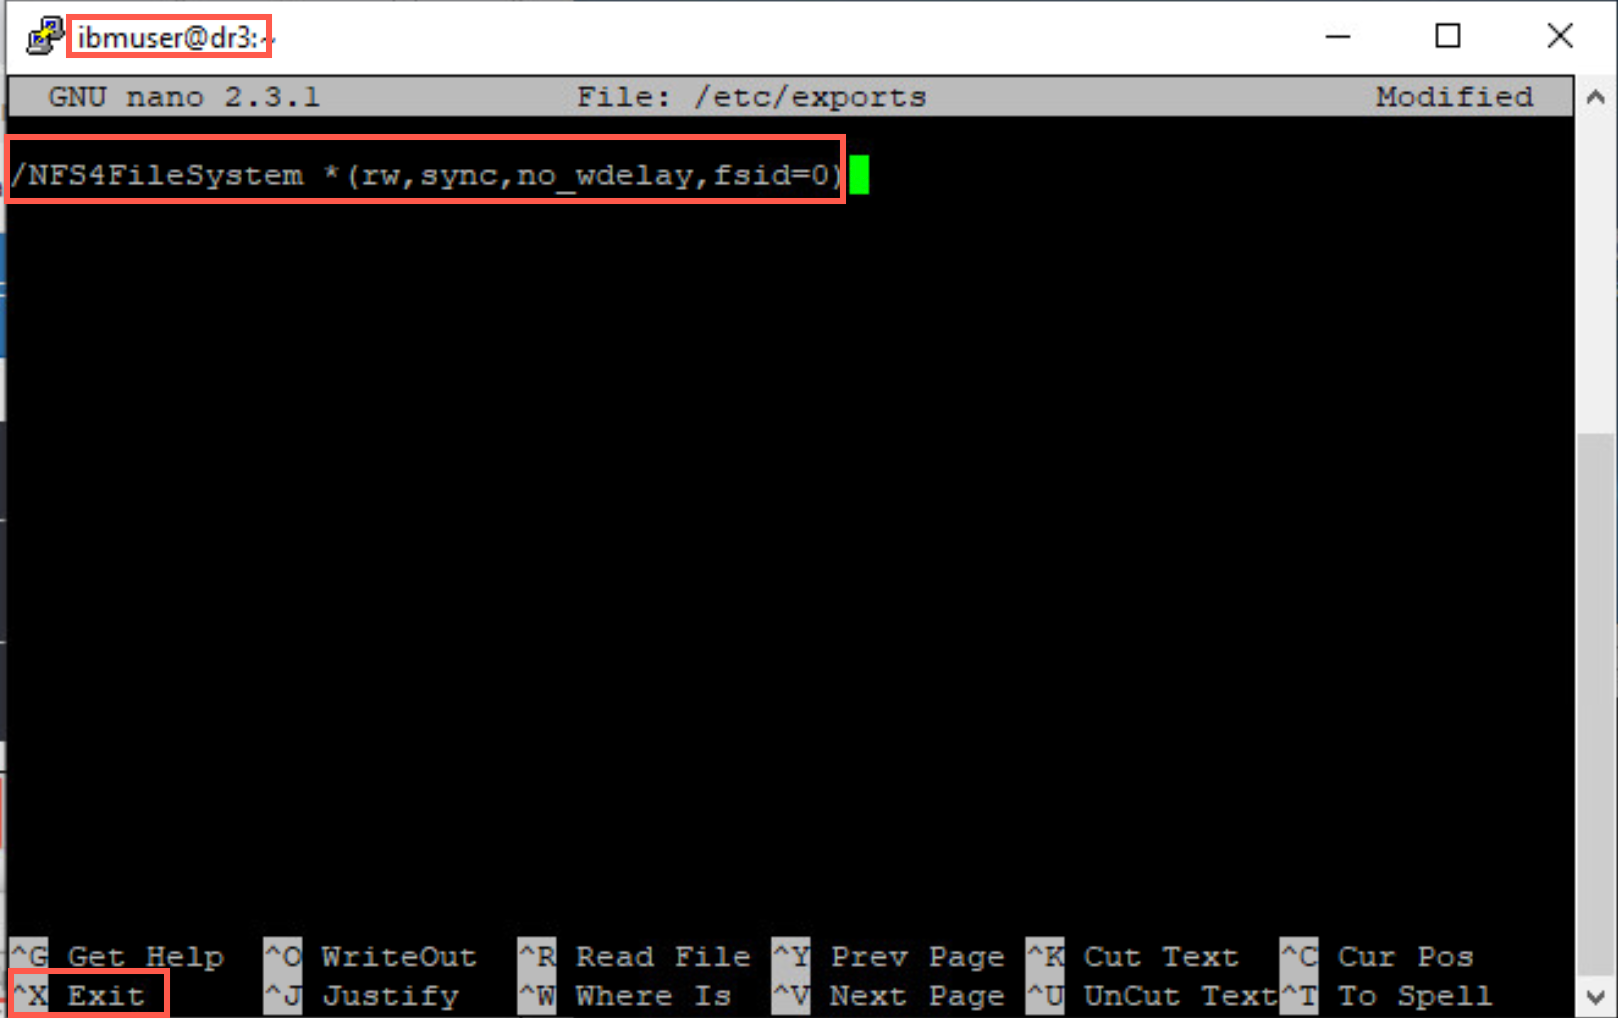 ibmuser@dr3:~
GNU nano 2.3.1 File: /etc/exports Modified
/NFS4FileSystem *(rw,sync,no_wdelay,fsid=0)
^G Get Help ^O WriteOut ^R Read File ^Y Prev Page ^K Cut Text ^C Cur Pos
^X Exit ^J Justify ^W Where Is ^V Next Page ^U UnCut Text ^T To Spell